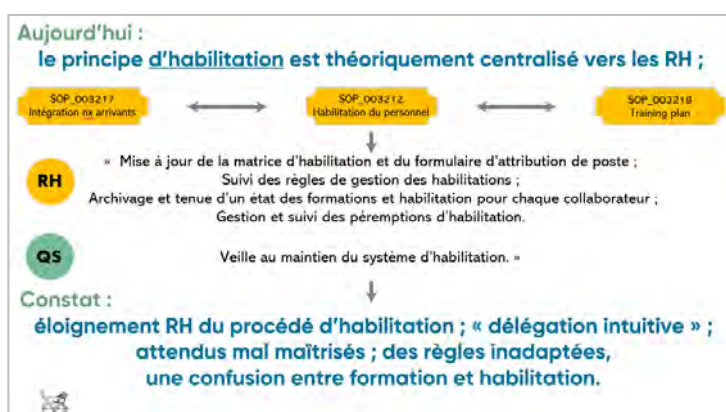 Aujourd'hui :
le principe d'habilitation est théoriquement centralisé vers les RH ;
SOP_003217
Intégration nx arrivants
SOP_003212
Habilitation du personnel
SOP_003218
Training plan
« Mise à jour de la matrice d'habilitation et du formulaire d'attribution de poste ;
RH
Suivi des règles de gestion des habilitations ;
Archivage et tenue d'un état des formations et habilitation pour chaque collaborateur ;
Gestion et suivi des péremptions d'habilitation.
QS
Veille au maintien du système d'habilitation. »
Constat :
éloignement RH du procédé d'habilitation ; « délégation intuitive » ;
attendus mal maîtrisés ; des règles inadaptées,
une confusion entre formation et habilitation.